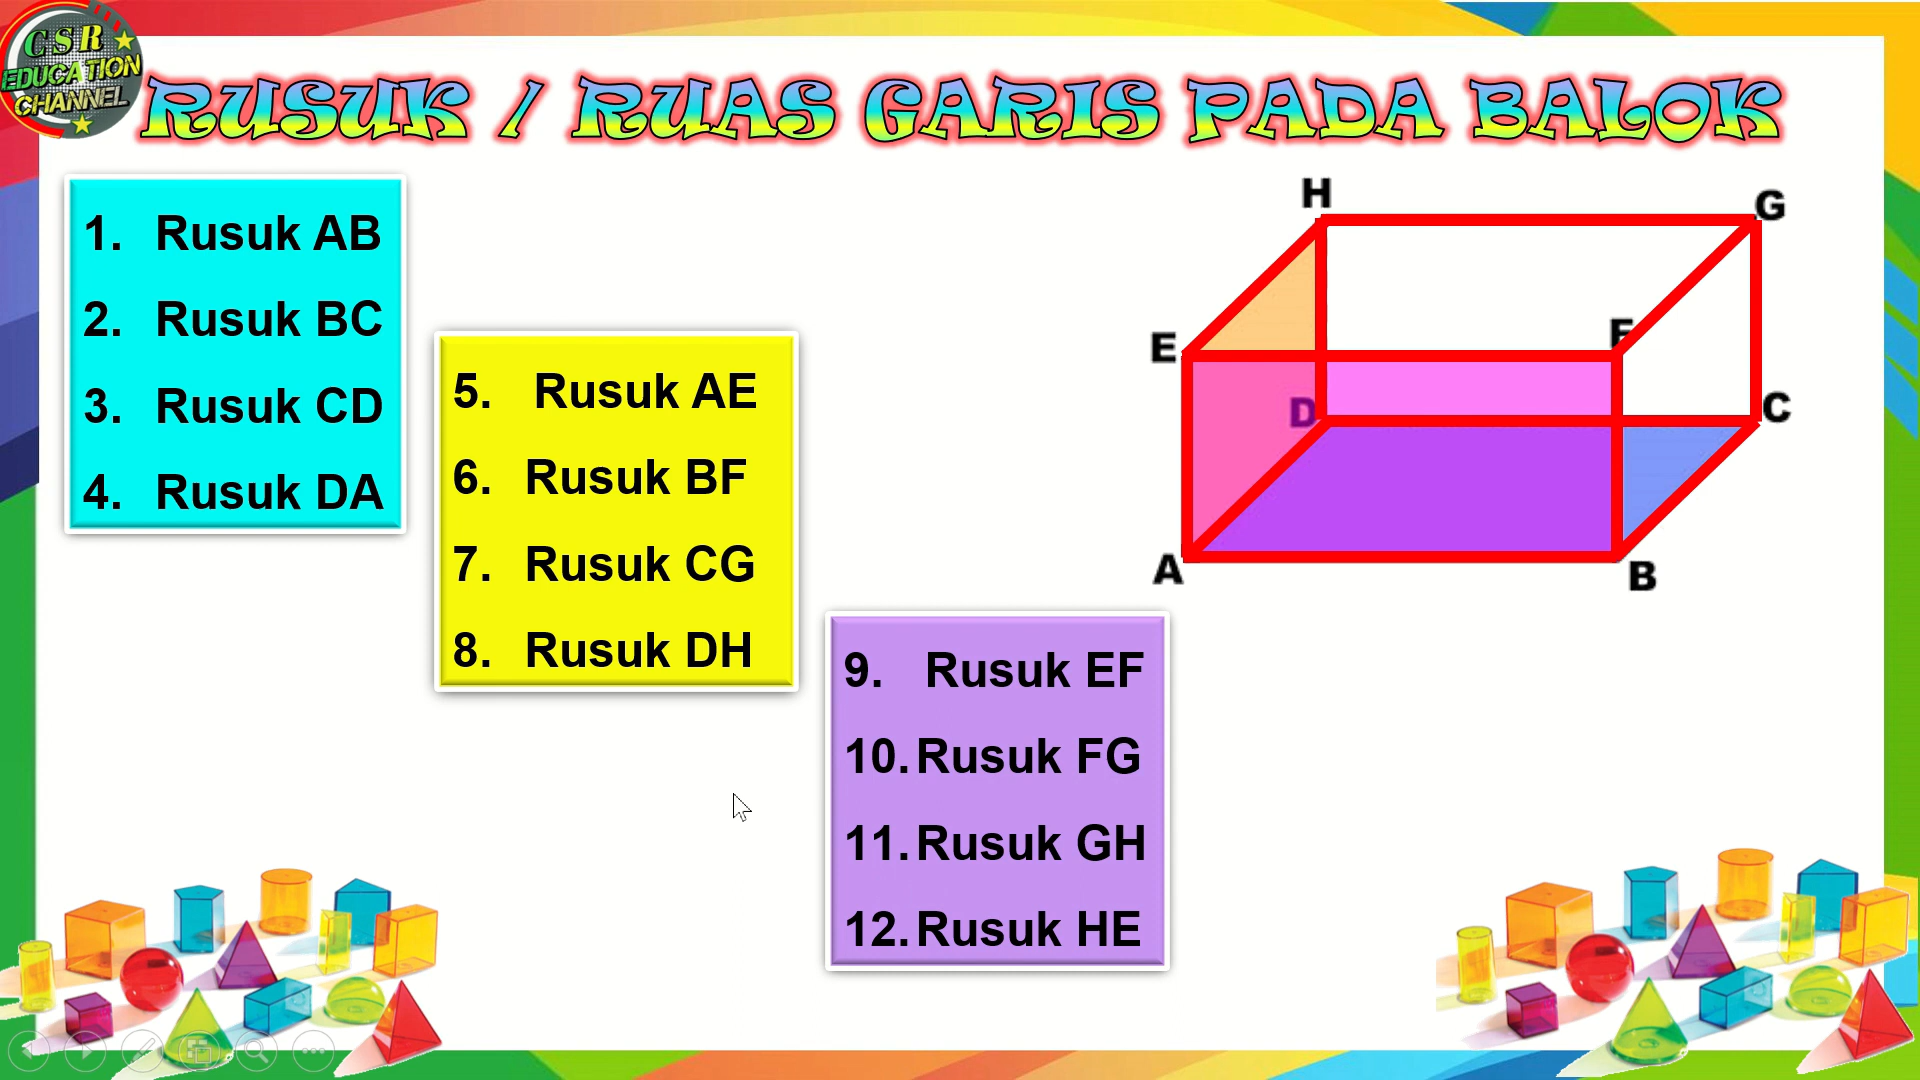 CSR
EDUCATION
CHANNEL
RUSUK / RUAS GARIS PADA BALOK
1. Rusuk AB
2. Rusuk BC
3. Rusuk CD
4. Rusuk DA
5. Rusuk AE
6. Rusuk BF
7. Rusuk CG
8. Rusuk DH
9. Rusuk EF
10. Rusuk FG
11. Rusuk GH
12. Rusuk HE
H
G
E
F
D
C
A
B